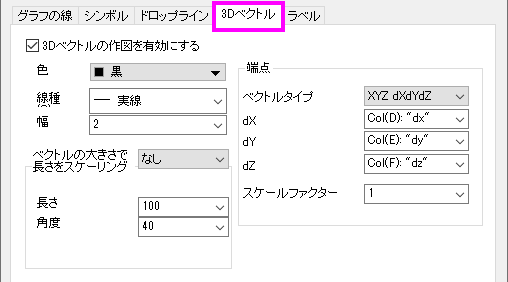 グラフの線 シンボル ドロップライン 3Dベクトル ラベル
3Dベクトルの作図を有効にする
色 黒
線種 実線
幅 2
ベクトルの大きさで
長さをスケーリング なし
長さ 100
角度 40
端点
ベクトルタイプ XYZ dXdYdZ
dX Col(D): "dx"
dY Col(E): "dy"
dZ Col(F): "dz"
スケールファクター 1